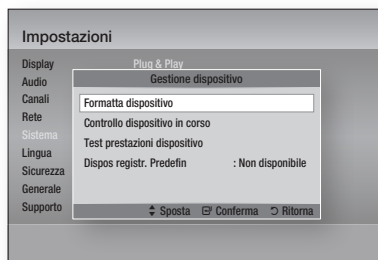 Impostazioni
Display
Plug & Play
Audio
Canali
Rete
Sistema
Lingua
Sicurezza
Generale
Supporto
Gestione dispositivo
Formatta dispositivo
Controllo dispositivo in corso
Test prestazioni dispositivo
Dispos registr. Predefin : Non disponibile
Sposta Conferma Ritorna